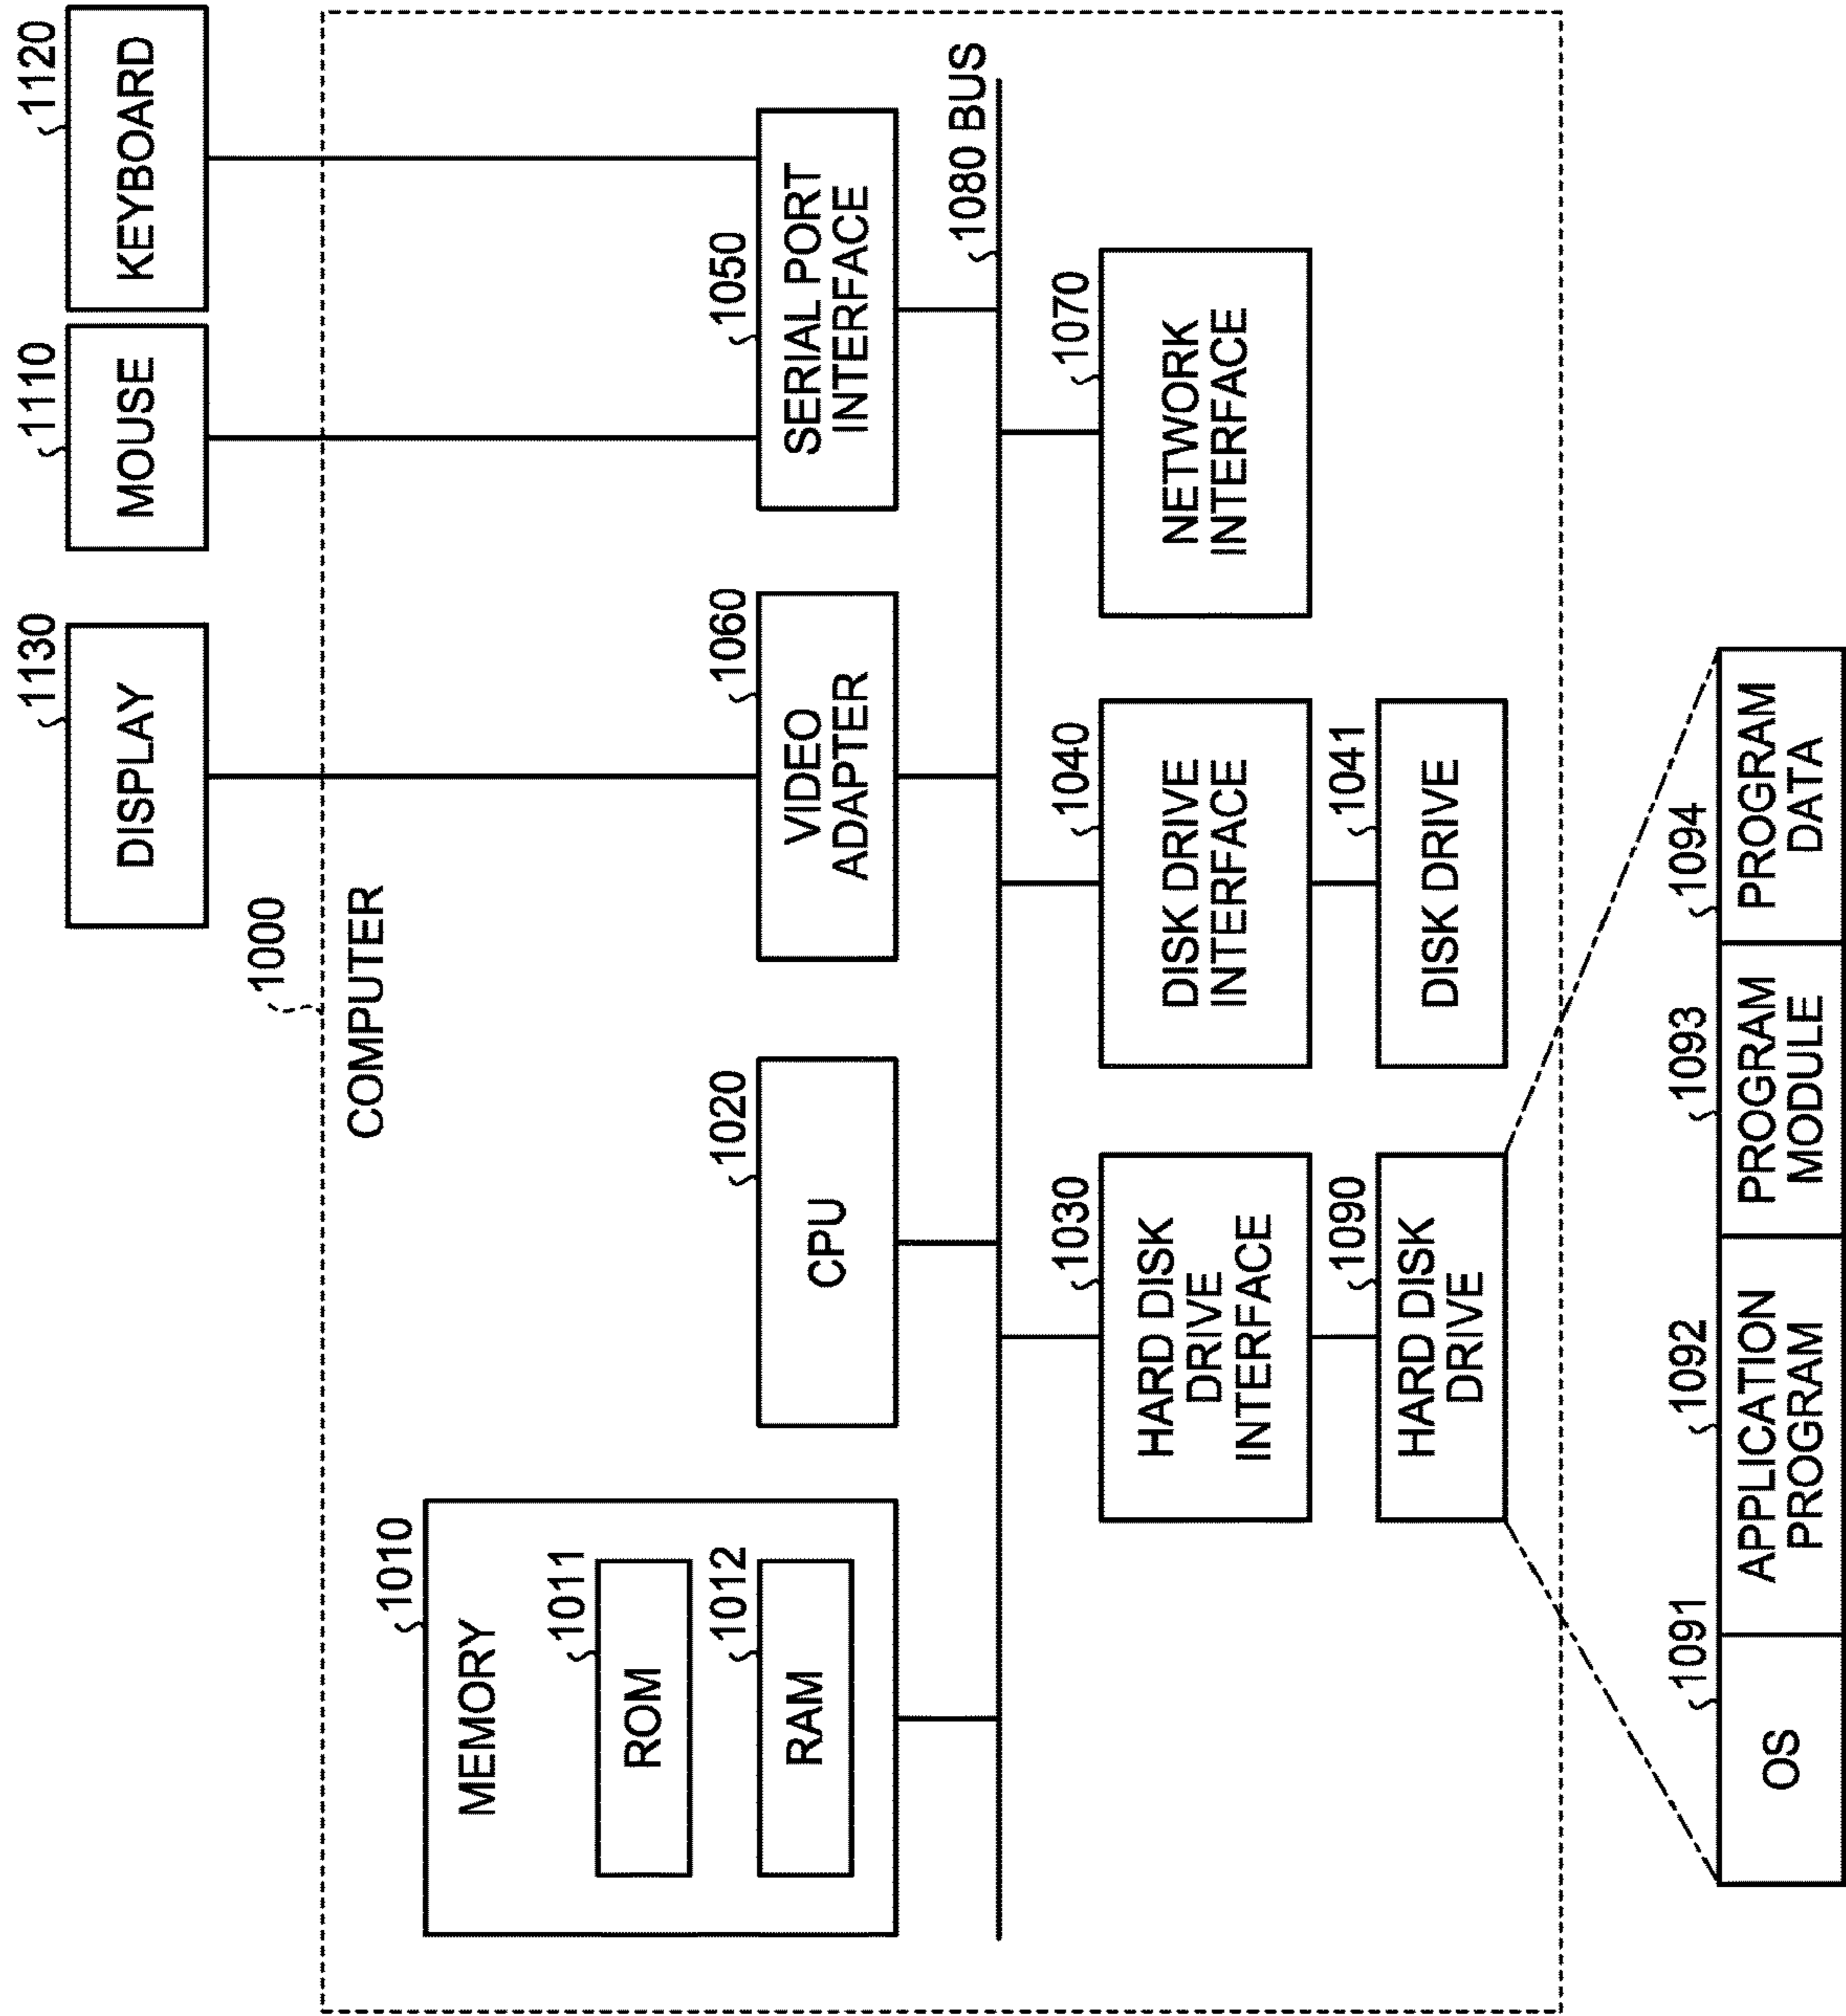 1130
DISPLAY
1110
MOUSE
1120
KEYBOARD
1000
COMPUTER
1010
MEMORY
1011
ROM
1012
RAM
1020
CPU
1060
VIDEO
ADAPTER
1050
SERIAL PORT
INTERFACE
1080 BUS
1030
HARD DISK
DRIVE
INTERFACE
1040
DISK DRIVE
INTERFACE
1070
NETWORK
INTERFACE
1090
HARD DISK
DRIVE
1041
DISK DRIVE
1091
OS
1092
APPLICATION
PROGRAM
1093
PROGRAM
MODULE
1094
PROGRAM
DATA